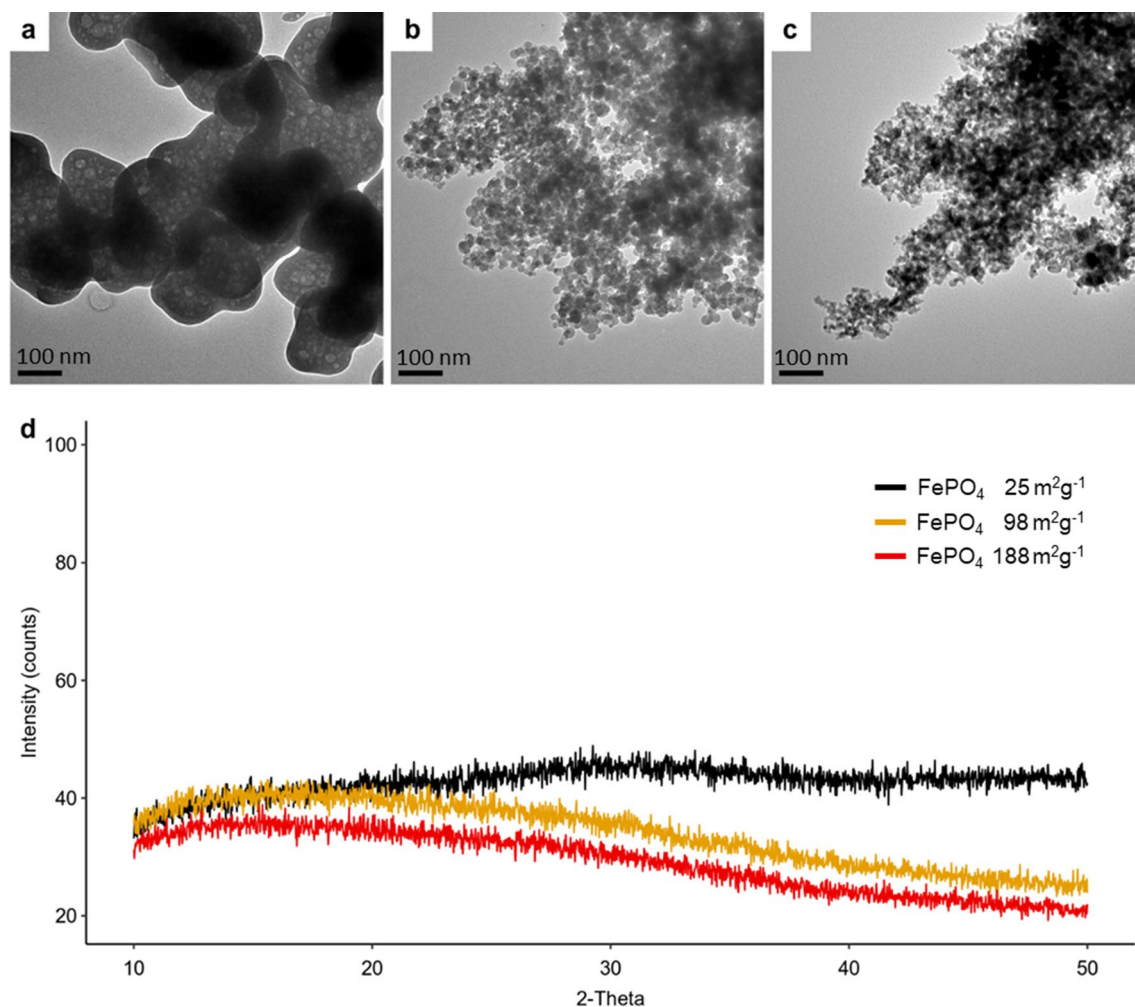 a
b
c
100 nm
100 nm
100 nm
d
100
80
60
40
20
Intensity (counts)
FePO₄ 25 m²g⁻¹
FePO₄ 98 m²g⁻¹
FePO₄ 188 m²g⁻¹
10
20
30
40
50
2-Theta